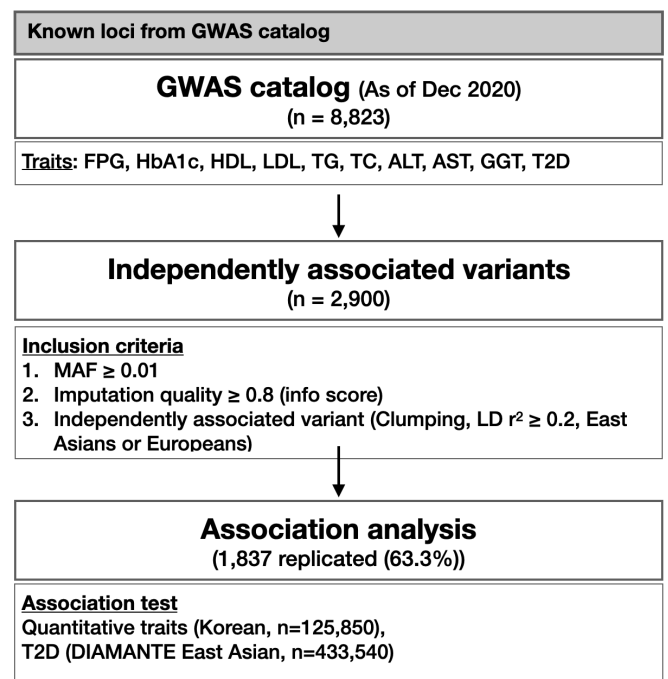 Known loci from GWAS catalog
GWAS catalog (As of Dec 2020)
(n = 8,823)
Traits: FPG, HbA1c, HDL, LDL, TG, TC, ALT, AST, GGT, T2D
Independently associated variants
(n = 2,900)
Inclusion criteria
1. MAF ≥ 0.01
2. Imputation quality ≥ 0.8 (info score)
3. Independently associated variant (Clumping, LD r² ≥ 0.2, East
Asians or Europeans)
Association analysis
(1,837 replicated (63.3%))
Association test
Quantitative traits (Korean, n=125,850),
T2D (DIAMANTE East Asian, n=433,540)